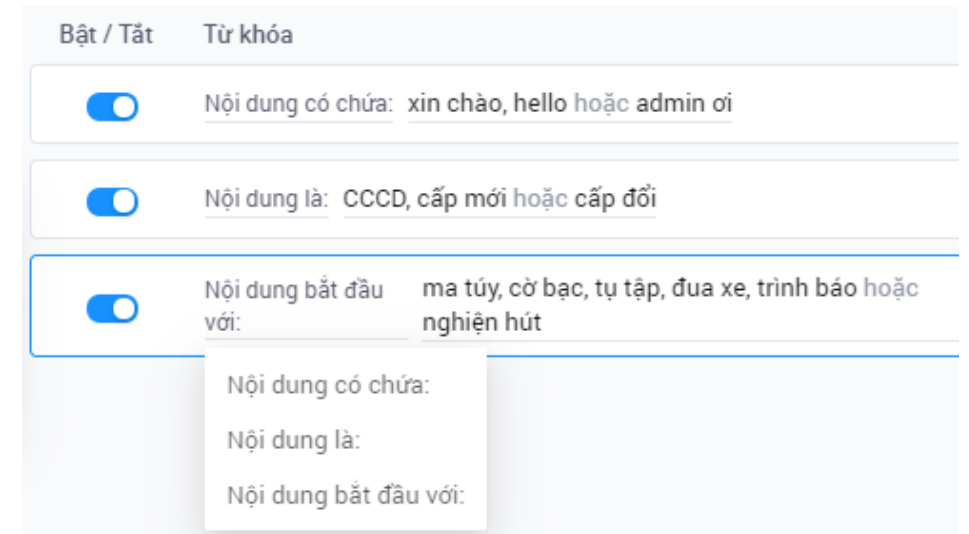 Bật / Tắt Từ khóa
Nội dung có chứa: xin chào, hello hoặc admin ơi
Nội dung là: CCCD, cấp mới hoặc cấp đổi
Nội dung bắt đầu với: ma túy, cờ bạc, tụ tập, đua xe, trình báo hoặc nghiện hút
Nội dung có chứa:
Nội dung là:
Nội dung bắt đầu với: